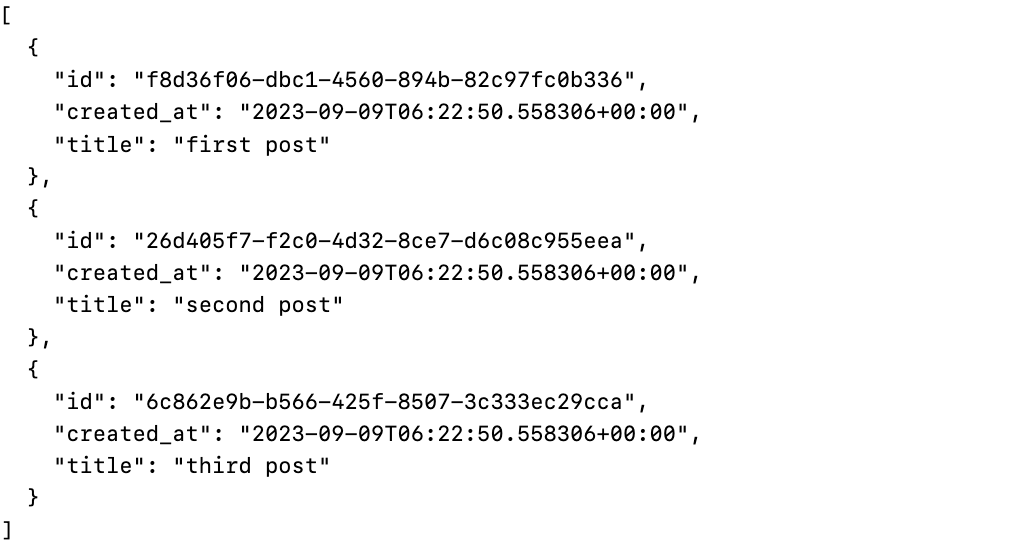 [
  {
    "id": "f8d36f06-dbc1-4560-894b-82c97fc0b336",
    "created_at": "2023-09-09T06:22:50.558306+00:00",
    "title": "first post"
  },
  {
    "id": "26d405f7-f2c0-4d32-8ce7-d6c08c955eea",
    "created_at": "2023-09-09T06:22:50.558306+00:00",
    "title": "second post"
  },
  {
    "id": "6c862e9b-b566-425f-8507-3c333ec29cca",
    "created_at": "2023-09-09T06:22:50.558306+00:00",
    "title": "third post"
  }
]